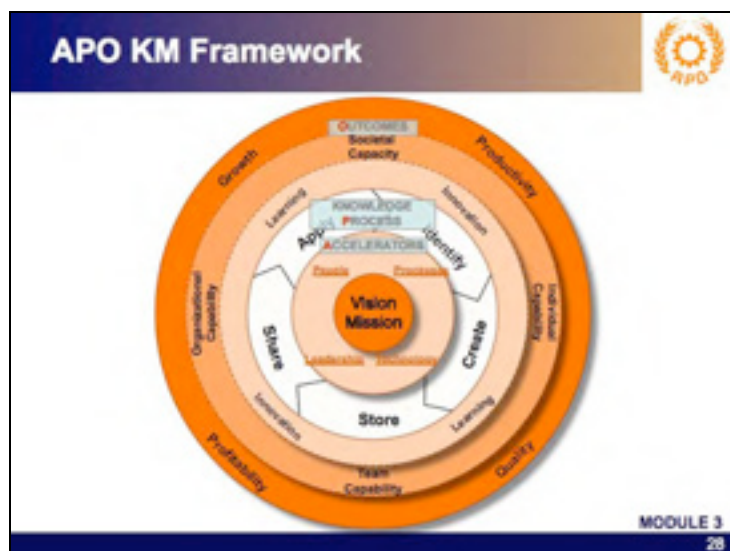 APO KM Framework
APO
OUTCOMES
Societal
Capacity
Growth
Productivity
Learning
Innovation
KNOWLEDGE
PROCESS
ACCELERATORS
Identify
People
Processes
Vision
Mission
Organizational
Capability
Individual
Capability
Share
Create
Leadership
Technology
Store
Innovation
Learning
Team
Capability
Profitability
Quality
MODULE 3
28